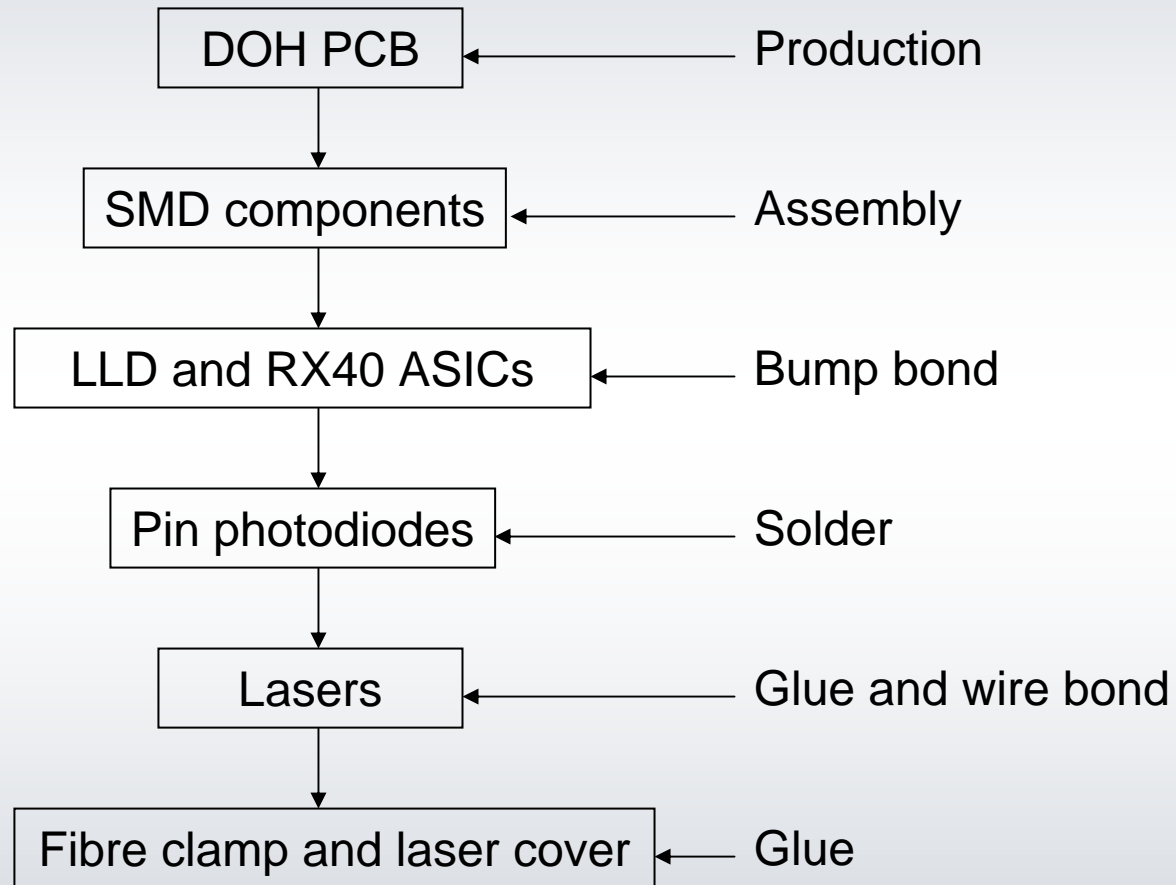 DOH PCB
Production
SMD components
Assembly
LLD and RX40 ASICs
Bump bond
Pin photodiodes
Solder
Lasers
Glue and wire bond
Fibre clamp and laser cover
Glue